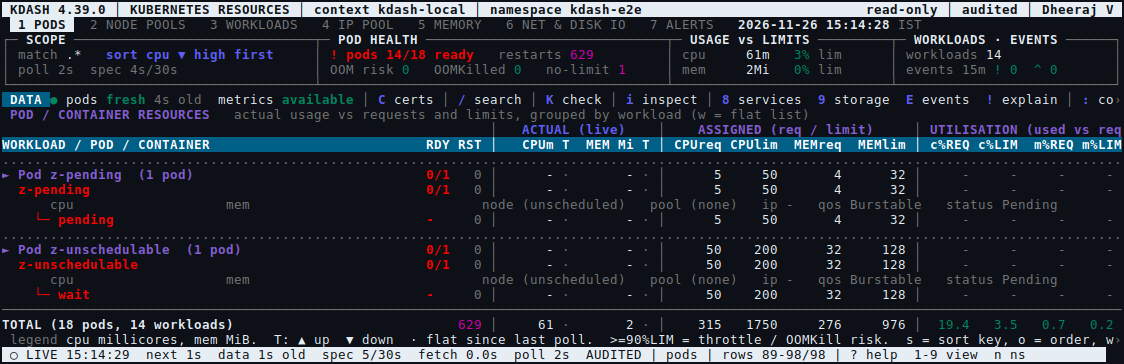 KDASH 4.39.0 │ KUBERNETES RESOURCES │ context kdash-local │ namespace kdash-e2e read-only │ audited │ Dheeraj V
1 PODS 2 NODE POOLS 3 WORKLOADS 4 IP POOL 5 MEMORY 6 NET & DISK IO 7 ALERTS 2026-11-26 15:14:28 IST
SCOPE POD HEALTH USAGE vs LIMITS WORKLOADS · EVENTS
match .* sort cpu ▼ high first ! pods 14/18 ready restarts 629 cpu 61m 3% lim workloads 14
poll 2s spec 4s/30s OOM risk 0 OOMKilled 0 no-limit 1 mem 2Mi 0% lim events 15m ! 0 ^ 0
DATA ● pods fresh 4s old metrics available │ C certs │ / search │ K check │ i inspect │ 8 services 9 storage E events ! explain │ : co›
POD / CONTAINER RESOURCES actual usage vs requests and limits, grouped by workload (w = flat list)
│ ACTUAL (live) │ ASSIGNED (req / limit) │ UTILISATION (used vs req
WORKLOAD / POD / CONTAINER RDY RST │ CPUm T MEM Mi T │ CPUreq CPUlim MEMreq MEMlim │ c%REQ c%LIM m%REQ m%LIM
► Pod z-pending (1 pod) 0/1 0 │ - · - · │ 5 50 4 32 │ - - - -
z-pending 0/1 0 │ - · - · │ 5 50 4 32 │ - - - -
cpu mem node (unscheduled) pool (none) ip - qos Burstable status Pending
└─ pending - 0 │ - · - · │ 5 50 4 32 │ - - - -
► Pod z-unschedulable (1 pod) 0/1 0 │ - · - · │ 50 200 32 128 │ - - - -
z-unschedulable 0/1 0 │ - · - · │ 50 200 32 128 │ - - - -
cpu mem node (unscheduled) pool (none) ip - qos Burstable status Pending
└─ wait - 0 │ - · - · │ 50 200 32 128 │ - - - -
TOTAL (18 pods, 14 workloads) 629 │ 61 · 2 · │ 315 1750 276 976 │ 19.4 3.5 0.7 0.2
legend cpu millicores, mem MiB. T: ▲ up ▼ down · flat since last poll. >=90%LIM = throttle / OOMKill risk. s = sort key, o = order, w›
○ LIVE 15:14:29 next 1s data 1s old spec 5/30s fetch 0.0s poll 2s AUDITED │ pods │ rows 89-98/98 │ ? help 1-9 view n ns